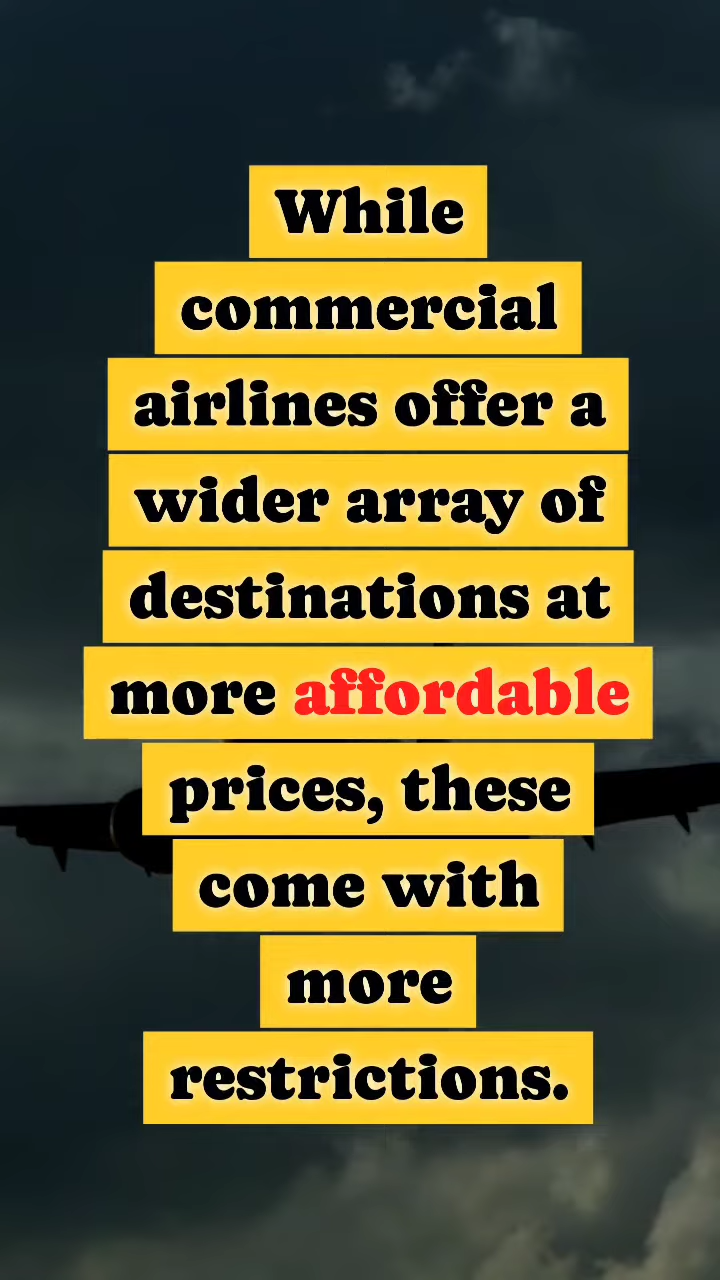 While
commercial
airlines offer a
wider array of
destinations at
more affordable
prices, these
come with
more
restrictions.